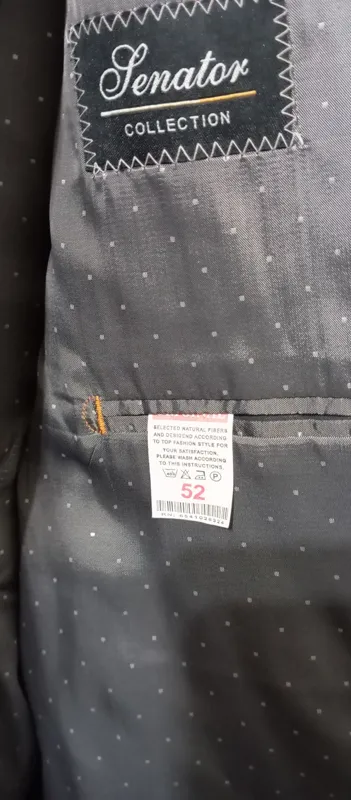 Senator
COLLECTION
SELECTED NATURAL FIBERS
AND DERISEND ACCORDING
TO TOP FASHION STYLE FOR
YOUR SATISFACTION.
PLEASE WASH ACCORDING
TO THIS INSTRUCTIONS.
52